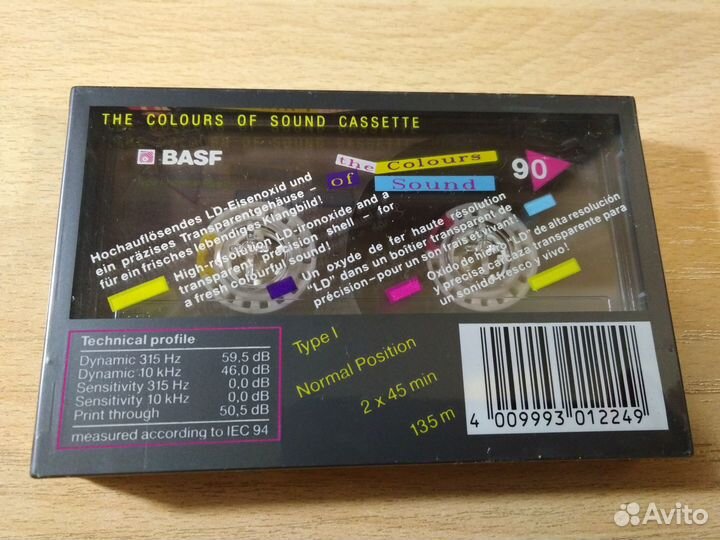 THE COLOURS OF SOUND CASSETTE
BASF
the Colours
of Sound
90
Hochauflösendes LD-Eisenoxid und
ein präzises Transparentgehäuse –
für ein frisches lebendiges Klangbild!
High-resolution LD-ironoxide and a
transparent precision shell – for
a fresh colourful sound!
Un oxyde de fer haute résolution
"LD" dans un boîtier transparent de
précision – pour un son frais et vivant!
Oxido de hierro "LD" de alta resolución
y precisa carcaza transparente para
un sonido fresco y vivo!
Technical profile
Dynamic 315 Hz 59,5 dB
Dynamic 10 kHz 46,0 dB
Sensitivity 315 Hz 0,0 dB
Sensitivity 10 kHz 0,0 dB
Print through 50,5 dB
measured according to IEC 94
Type I
Normal Position
2 x 45 min
135 m
4 009993 012249
Avito